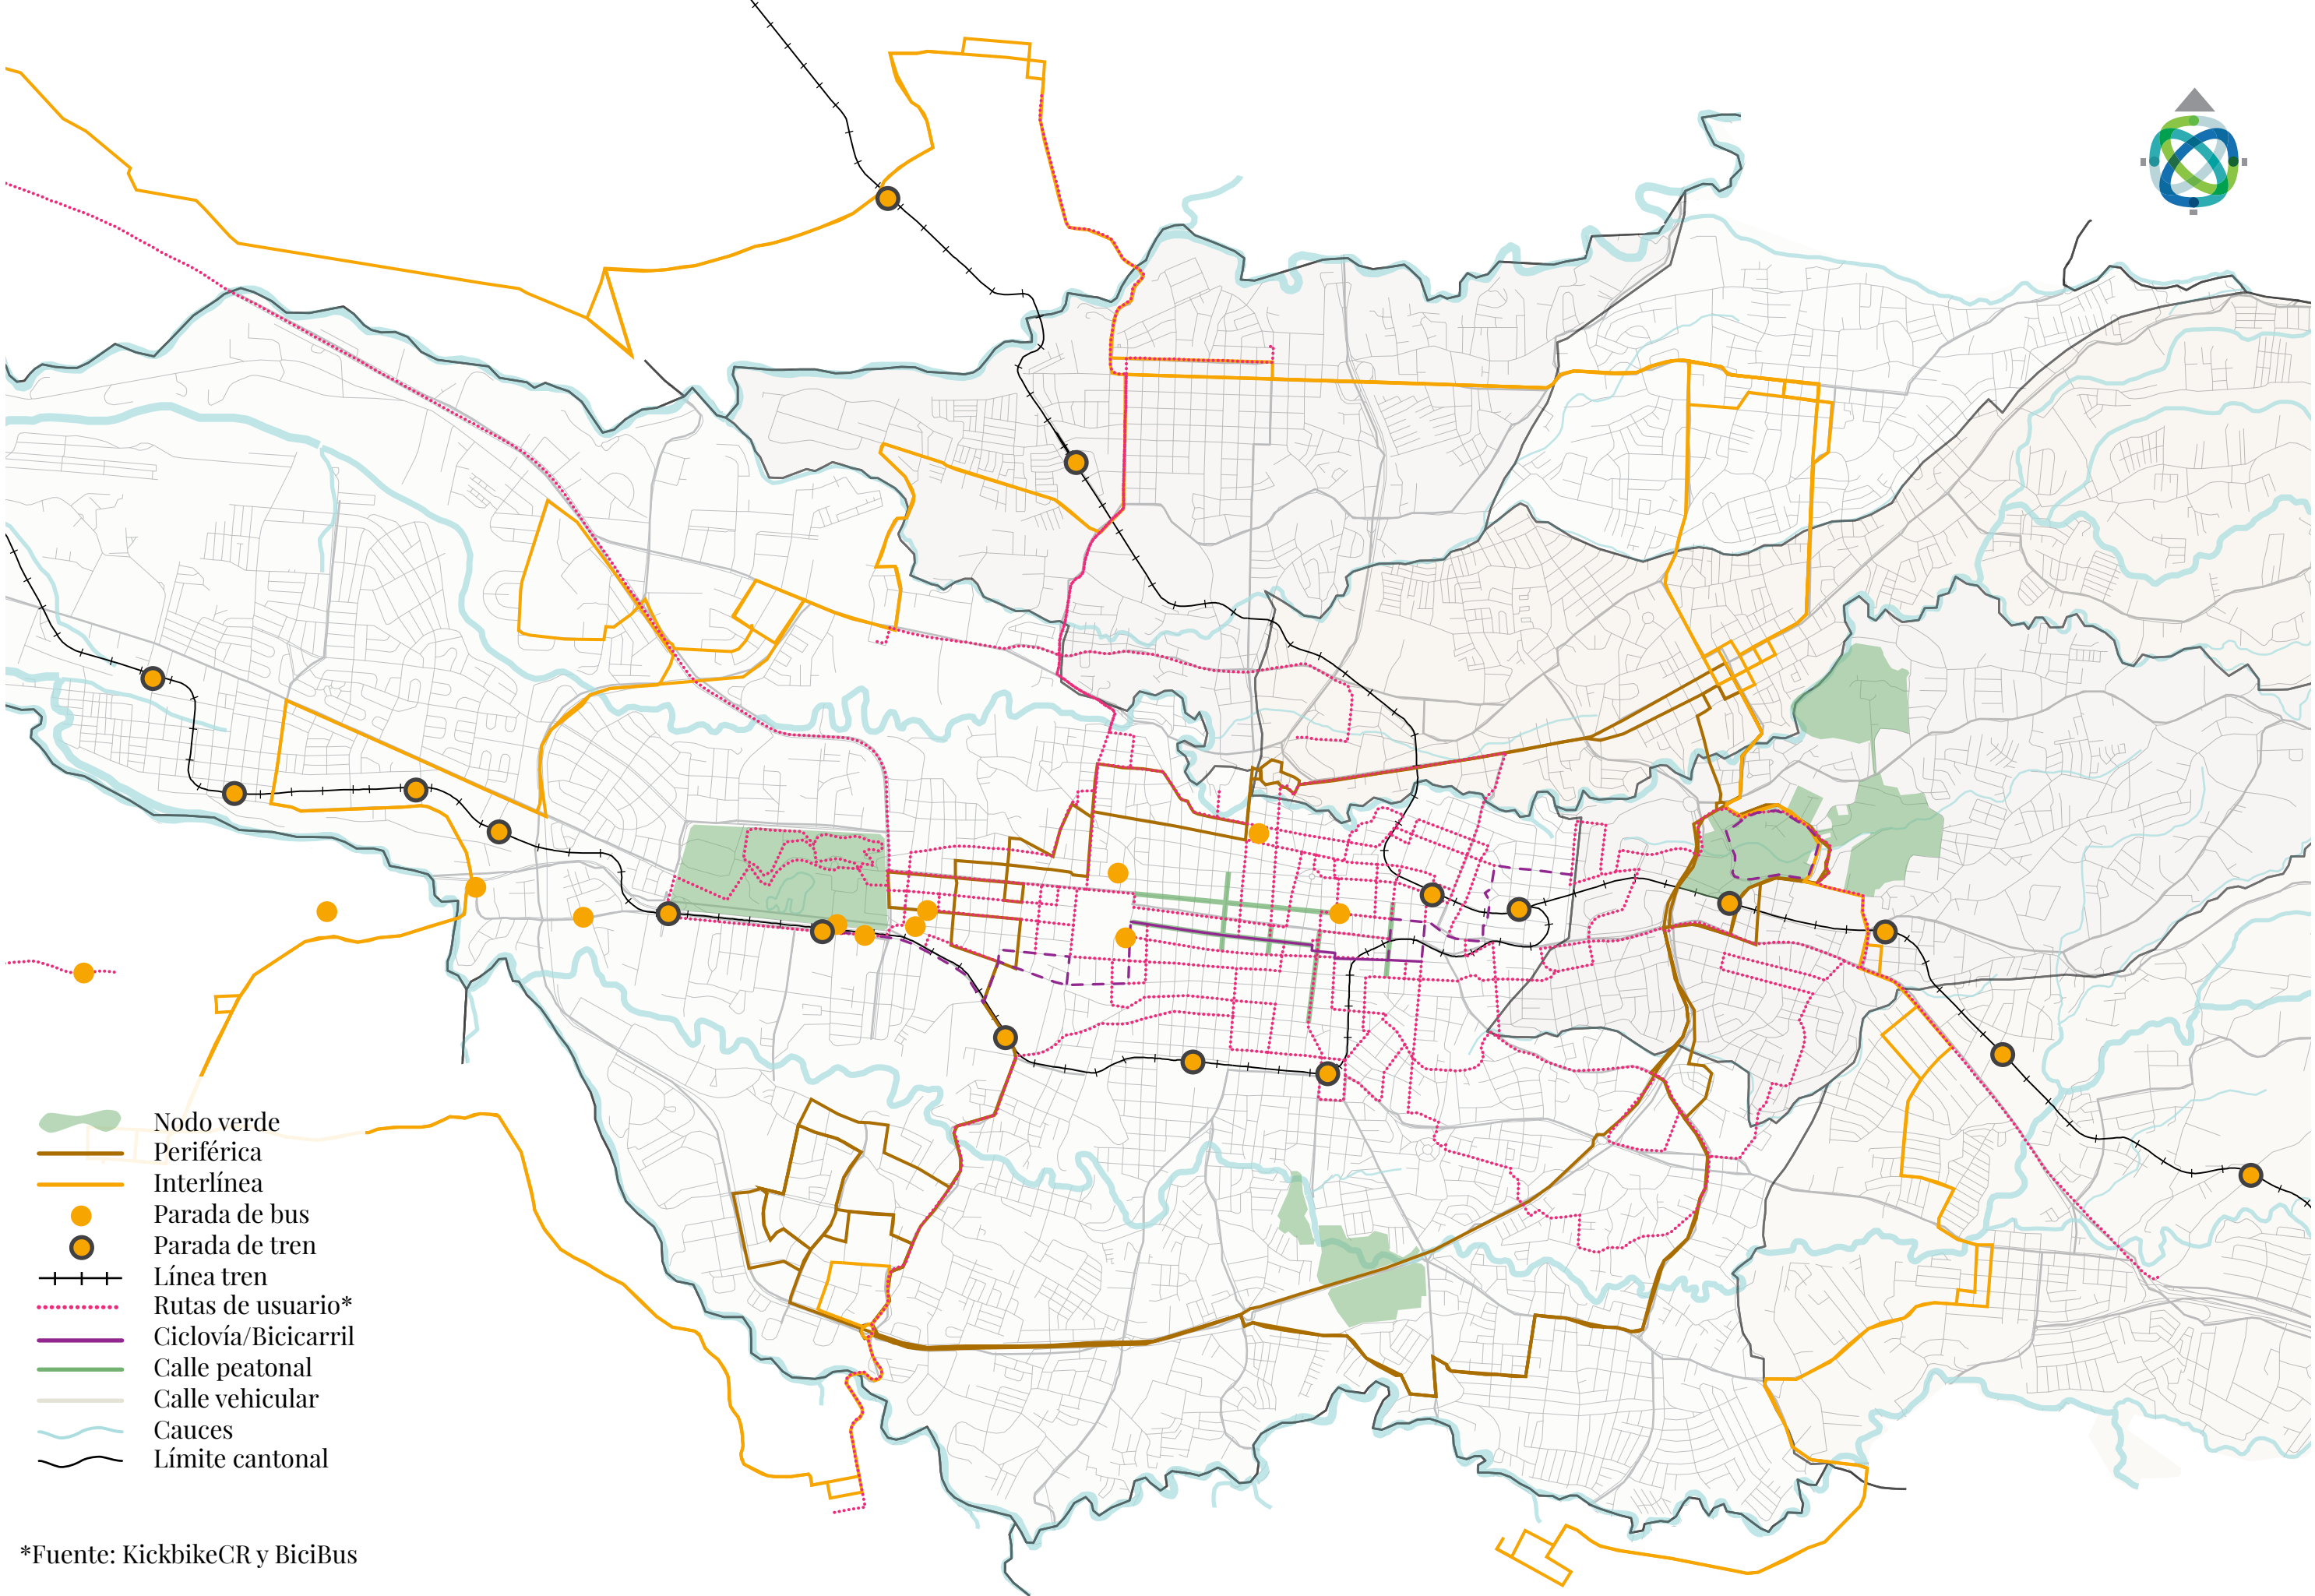 Nodo verde
Periférica
Interlínea
Parada de bus
Parada de tren
Línea tren
Rutas de usuario*
Ciclovía/Bicicarril
Calle peatonal
Calle vehicular
Cauces
Límite cantonal
*Fuente: KickbikeCR y BiciBus